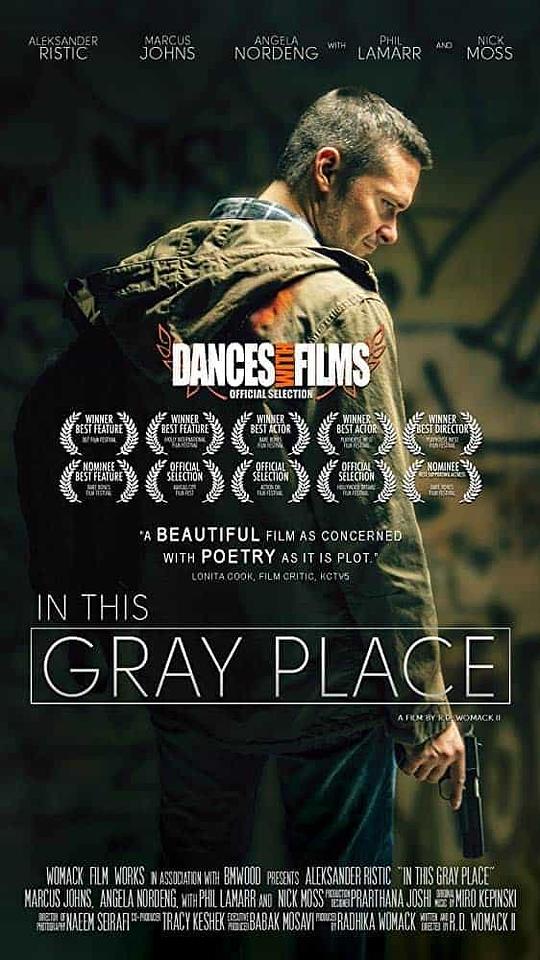 ALEKSANDER RISTIC MARCUS JOHNS ANGELA NORDENG WITH PHIL LAMARR AND NICK MOSS
DANCES WITH FILMS
OFFICIAL SELECTION
WINNER BEST FEATURE
WINNER BEST FEATURE
WINNER BEST ACTOR
WINNER BEST ACTOR
WINNER BEST DIRECTOR
NOMINEE BEST FEATURE
OFFICIAL SELECTION
OFFICIAL SELECTION
OFFICIAL SELECTION
NOMINEE
"A BEAUTIFUL FILM AS CONCERNED
WITH POETRY AS IT IS PLOT."
LONITA COOK, FILM CRITIC, KCTV5
IN THIS
GRAY PLACE
A FILM BY R.D. WOMACK II
WOMACK FILM WORKS IN ASSOCIATION WITH BMWOOD PRESENTS ALEKSANDER RISTIC "IN THIS GRAY PLACE"
MARCUS JOHNS, ANGELA NORDENG, WITH PHIL LAMARR AND NICK MOSS PRODUCTION DESIGNER PRARTHANA JOSHI ORIGINAL MUSIC BY MIRO KEPINSKI
DIRECTOR OF PHOTOGRAPHY NAEEM SEIRAFI CO-PRODUCER TRACY KESHEK EXECUTIVE PRODUCER BABAK MOSAVI PRODUCED BY RADHIKA WOMACK WRITTEN AND DIRECTED BY R.D. WOMACK II